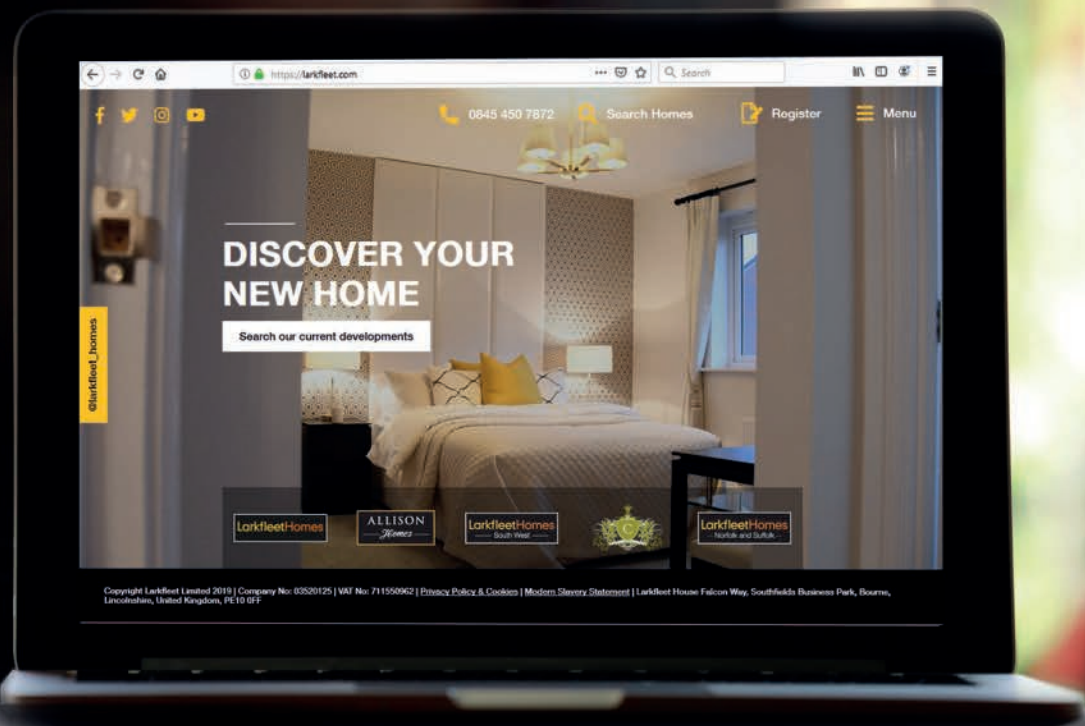 https://larkfleet.com
Search
0845 450 7872
Search Homes
Register
Menu
DISCOVER YOUR
NEW HOME
Search our current developments
@larkfleet_homes
LarkfleetHomes
ALLISON
Homes
LarkfleetHomes
South West
C
LarkfleetHomes
Norfolk and Suffolk
Copyright Larkfleet Limited 2019 | Company No: 03520125 | VAT No: 711550962 | Privacy Policy & Cookies | Modern Slavery Statement | Larkfleet House Falcon Way, Southfields Business Park, Bourne,
Lincolnshire, United Kingdom, PE10 0FF